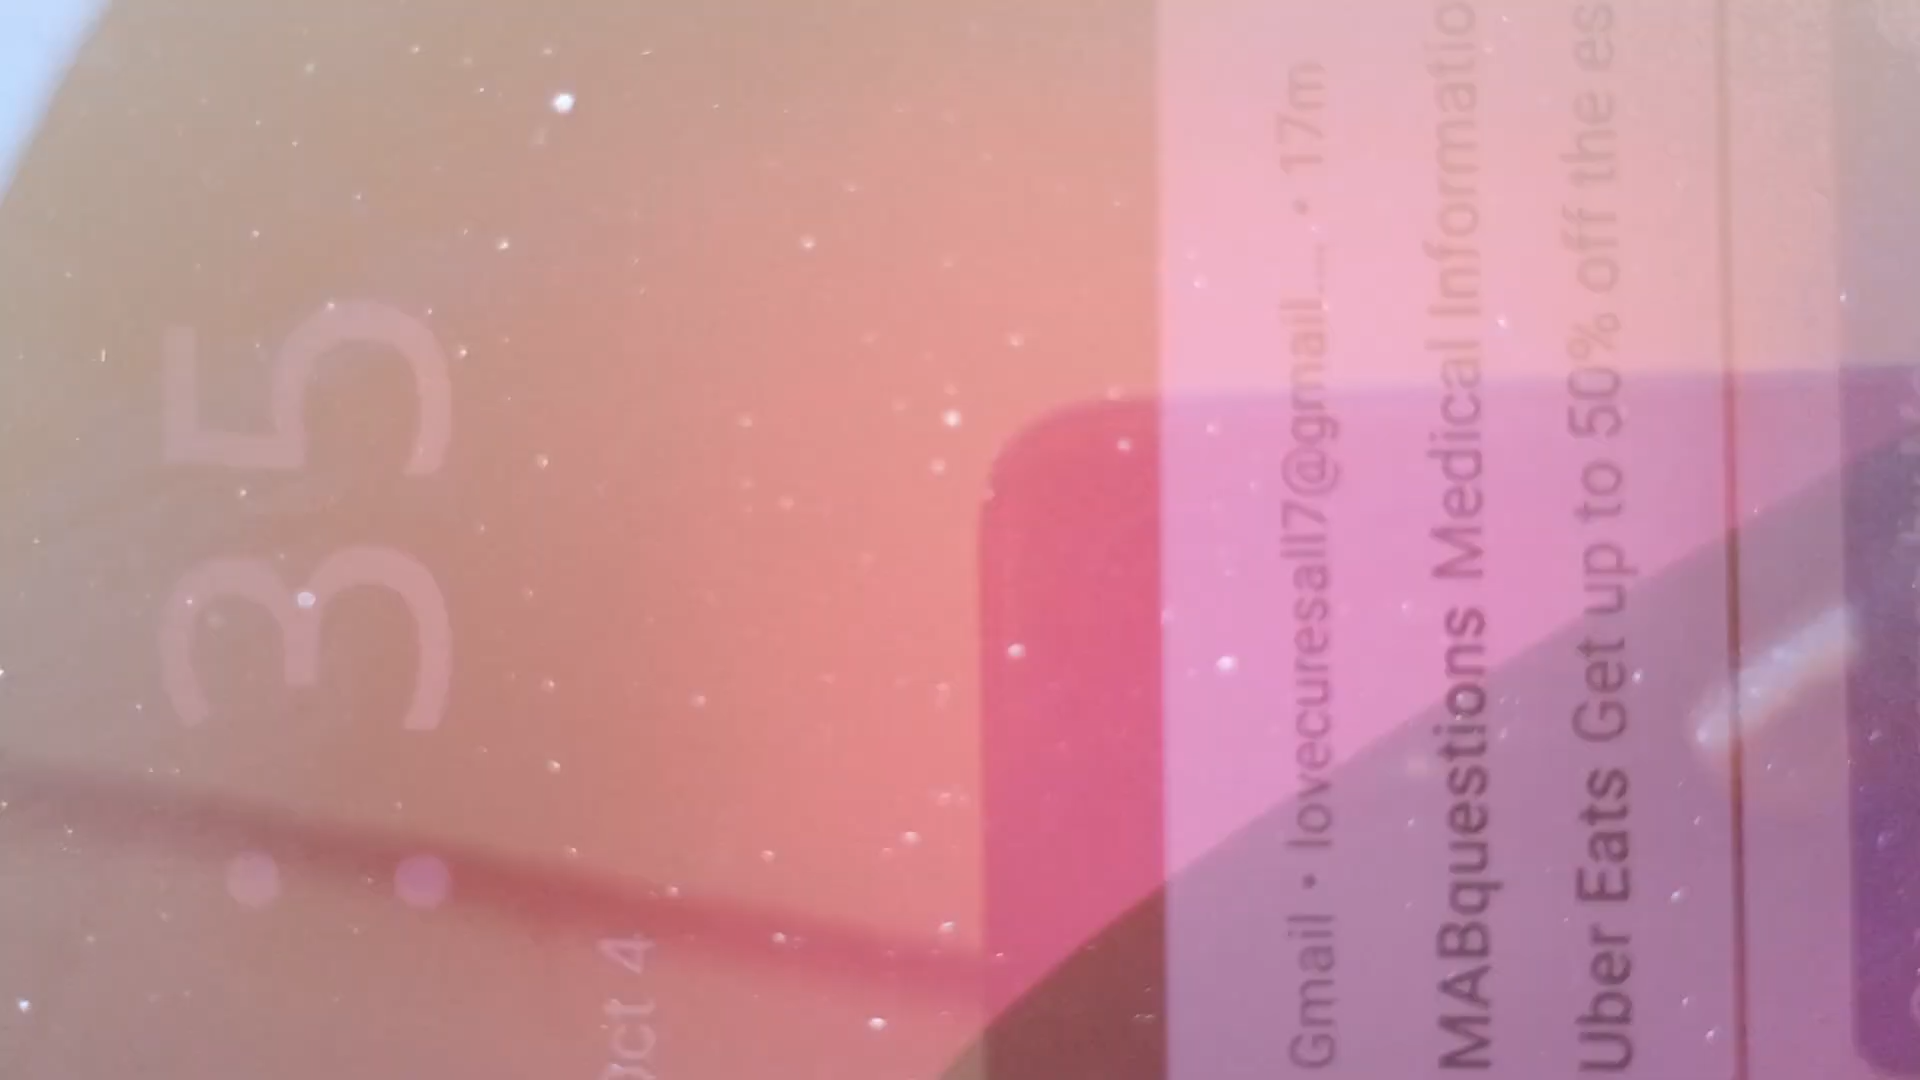 :35
Oct 4
Gmail • lovecuresall7@gmail.... • 17m
MABquestions Medical Informatio
Uber Eats Get up to 50% off the es